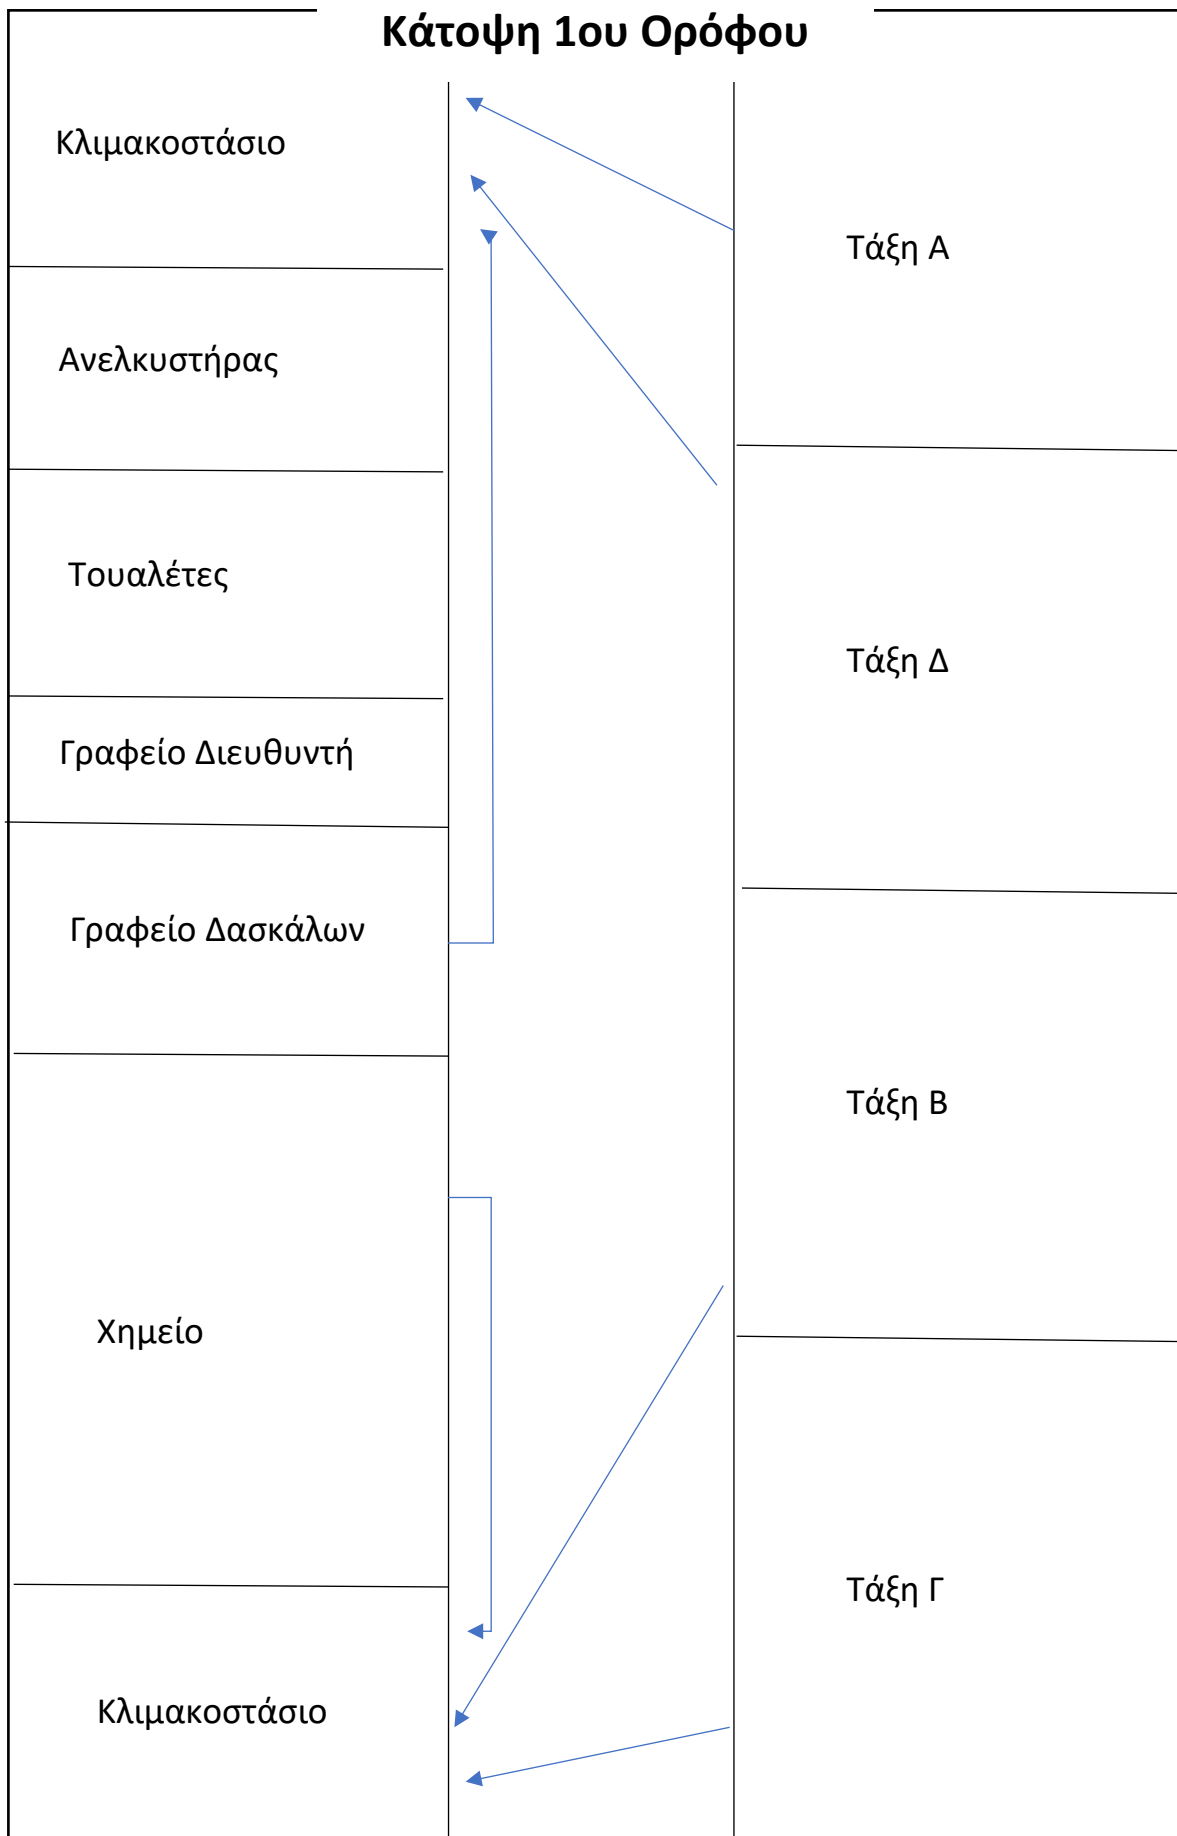 Κάτοψη 1ου Ορόφου
Κλιμακοστάσιο
Ανελκυστήρας
Τουαλέτες
Γραφείο Διευθυντή
Γραφείο Δασκάλων
Χημείο
Κλιμακοστάσιο
Τάξη Α
Τάξη Δ
Τάξη Β
Τάξη Γ